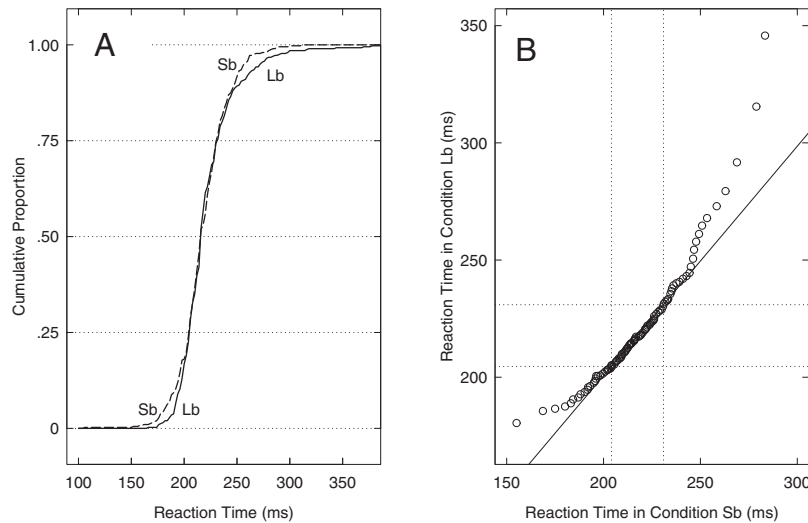 A
1.00
.75
.50
.25
0
Cumulative Proportion
Sb
Lb
Sb
Lb
100 150 200 250 300 350
Reaction Time (ms)
B
350
300
250
200
Reaction Time in Condition Lb (ms)
150 200 250 300
Reaction Time in Condition Sb (ms)